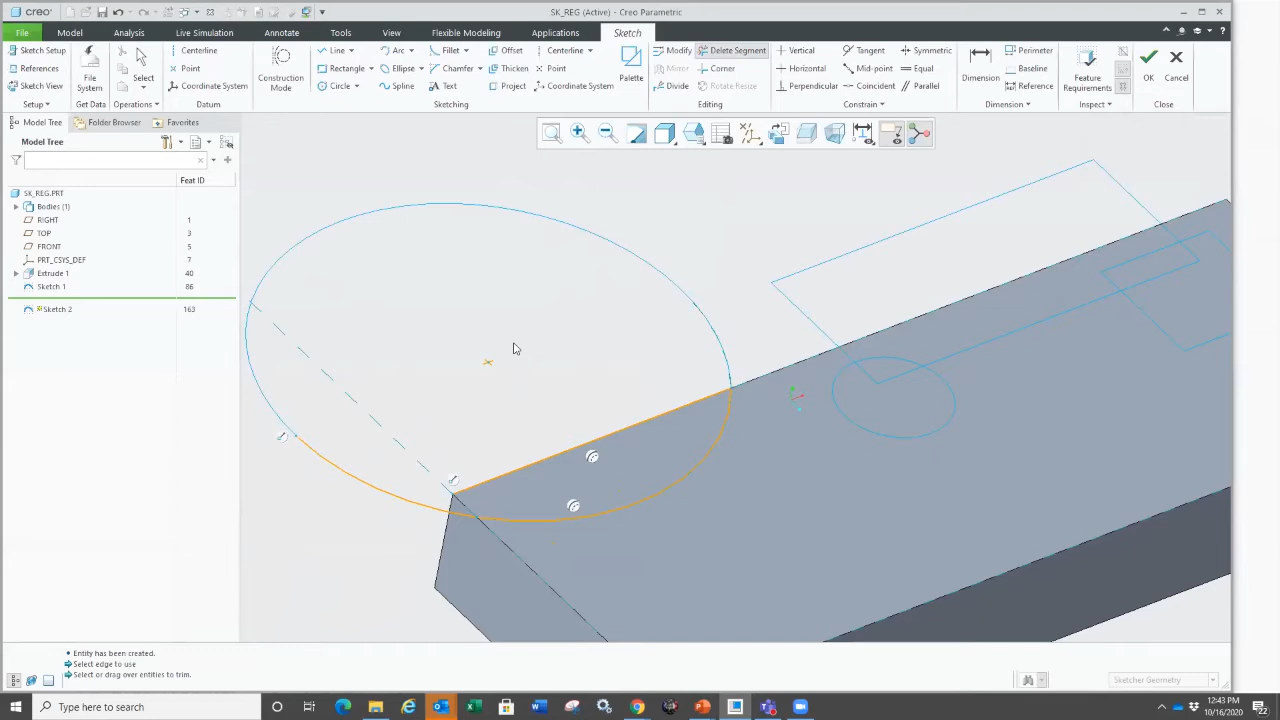 creo
SK_REG (Active) - Creo Parametric
File Model Analysis Live Simulation Annotate Tools View Flexible Modeling Applications Sketch
Sketch Setup
References
Sketch View
Setup
File System
Get Data
Select
Operations
Centerline
Point
Coordinate System
Datum
Construction Mode
Line Arc Fillet Offset Centerline
Rectangle Ellipse Chamfer Thicken Point
Circle Spline Text Project Coordinate System
Palette
Sketching
Modify Delete Segment
Mirror Corner
Divide Rotate Resize
Editing
Vertical Tangent Symmetric
Horizontal Mid-point Equal
Perpendicular Coincident Parallel
Constrain
Dimension
Perimeter
Baseline
Reference
Dimension
Feature Requirements
Inspect
OK
Cancel
Close
Model Tree Folder Browser Favorites
Model Tree
Feat ID
SK_REG.PRT
Bodies (1)
RIGHT 1
TOP 3
FRONT 5
PRT_CSYS_DEF 7
Extrude 1 40
Sketch 1 86
Sketch 2 163
Entity has been created.
Select edge to use
Select or drag over entities to trim.
Sketcher Geometry
Type here to search
12:43 PM
10/16/2020
22